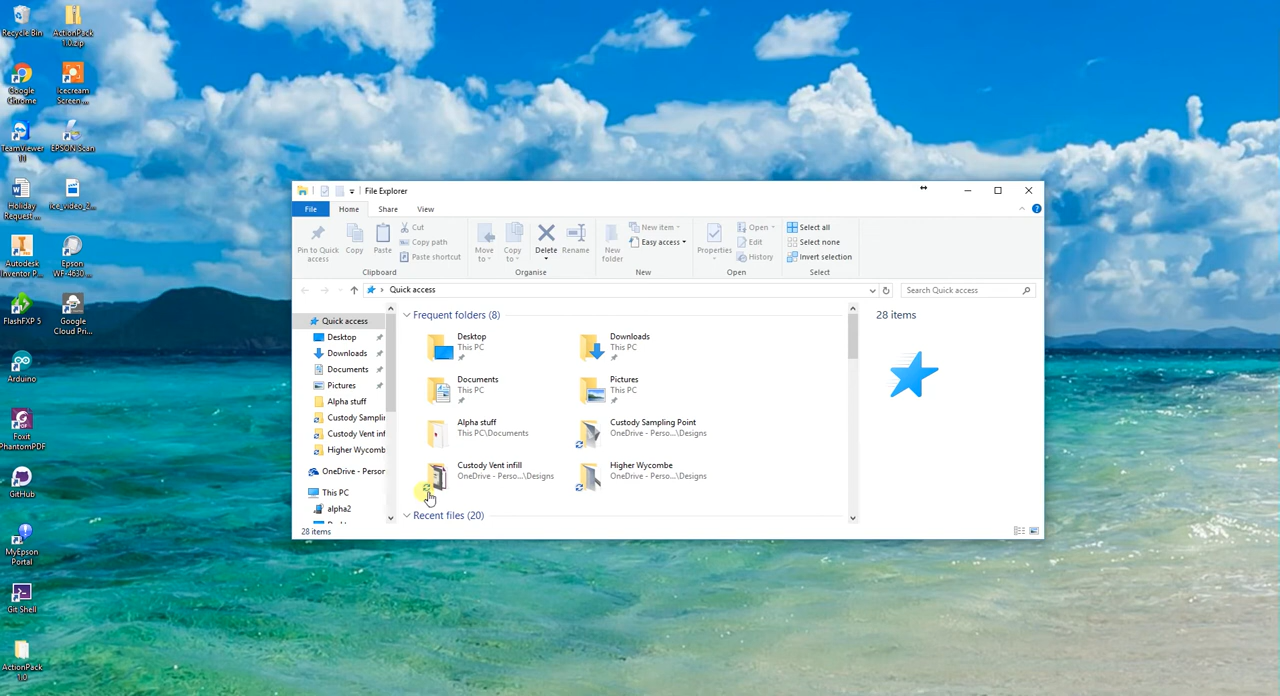 Recycle Bin
ActionPack
1.0.zip
Google
Chrome
Icecream
Screen...
TeamViewer
EPSON Scan
Holiday
Request...
Autodesk
Inventor P...
Epson
WF-4630 ...
FlashFXP 5
Google
Cloud Pri...
Arduino
Foxit
PhantomPDF
GitHub
MyEpson
Portal
Git Shell
ActionPack
1.0
File Explorer
File
Home
Share
View
Pin to Quick
access
Copy
Paste
Cut
Copy path
Paste shortcut
Clipboard
Move
to
Copy
to
Delete
Rename
Organise
New
folder
New item
Easy access
New
Properties
Open
Edit
History
Open
Select all
Select none
Invert selection
Select
Quick access
Search Quick access
Quick access
Desktop
Downloads
Documents
Pictures
Alpha stuff
Custody Samplin
Custody Vent inf
Higher Wycomb
OneDrive - Person
This PC
alpha2
Frequent folders (8)
Desktop
This PC
Downloads
This PC
Documents
This PC
Pictures
This PC
Alpha stuff
This PC\Documents
Custody Sampling Point
OneDrive - Perso...\Designs
Custody Vent infill
OneDrive - Perso...\Designs
Higher Wycombe
OneDrive - Perso...\Designs
Recent files (20)
28 items
28 items